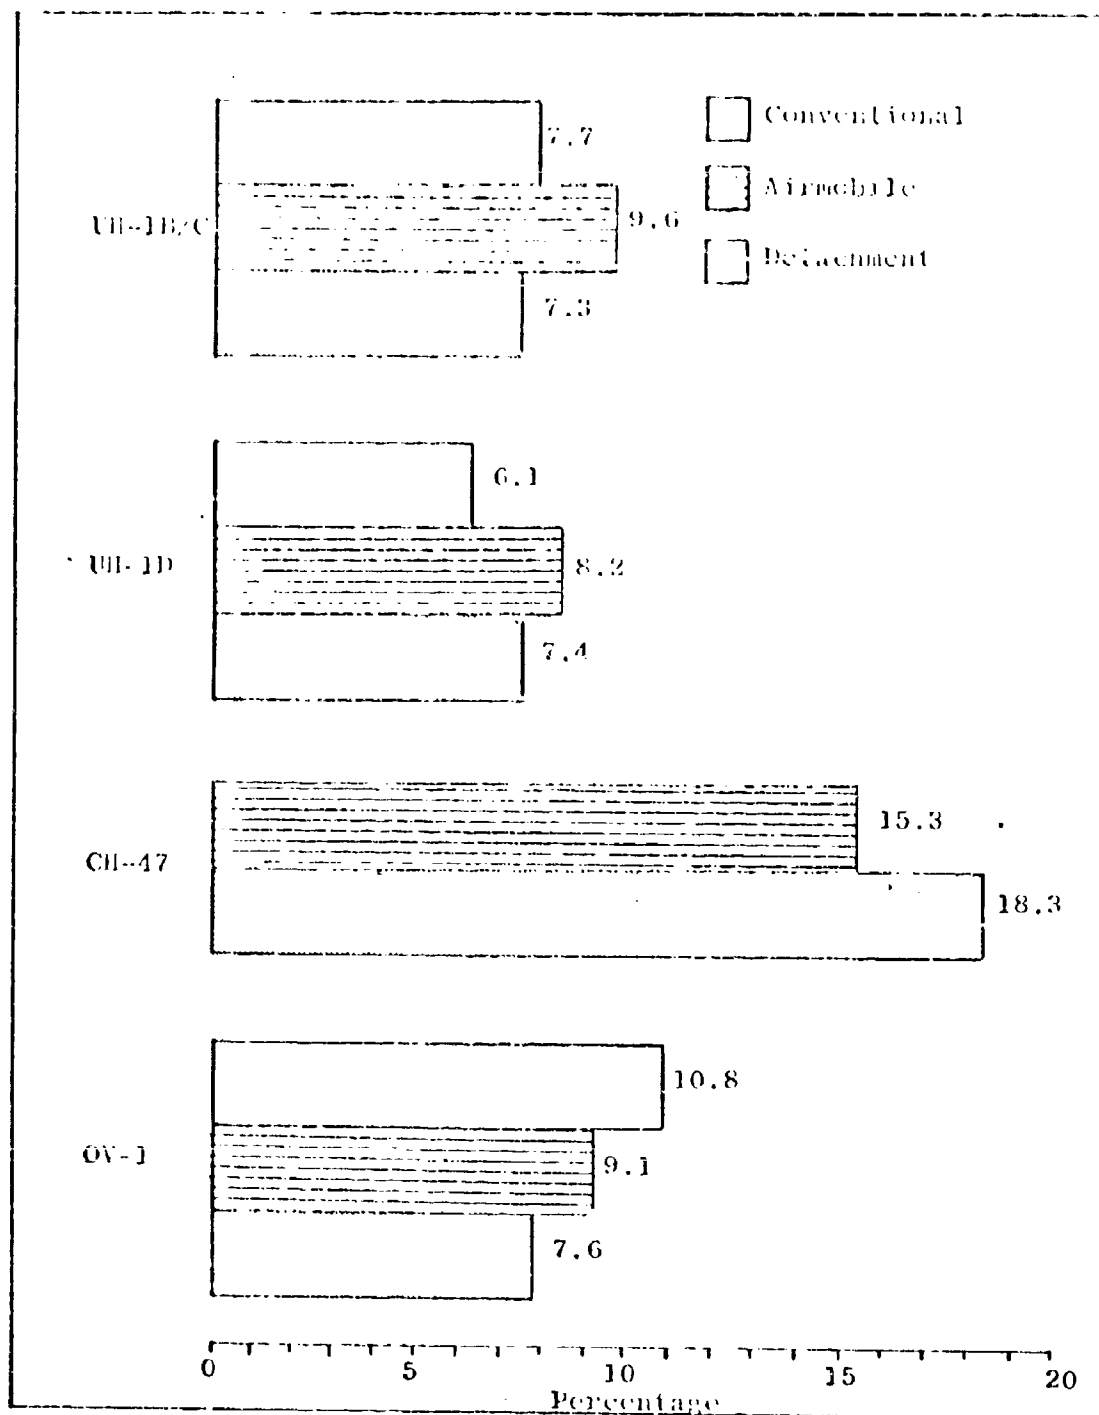 Conventional
7.7
Airmobile
UH-1B/C
9.6
Detachment
7.3
6.1
UH-1D
8.2
7.4
15.3
CH-47
18.3
10.8
OV-1
9.1
7.6
0 5 10 15 20
Percentage